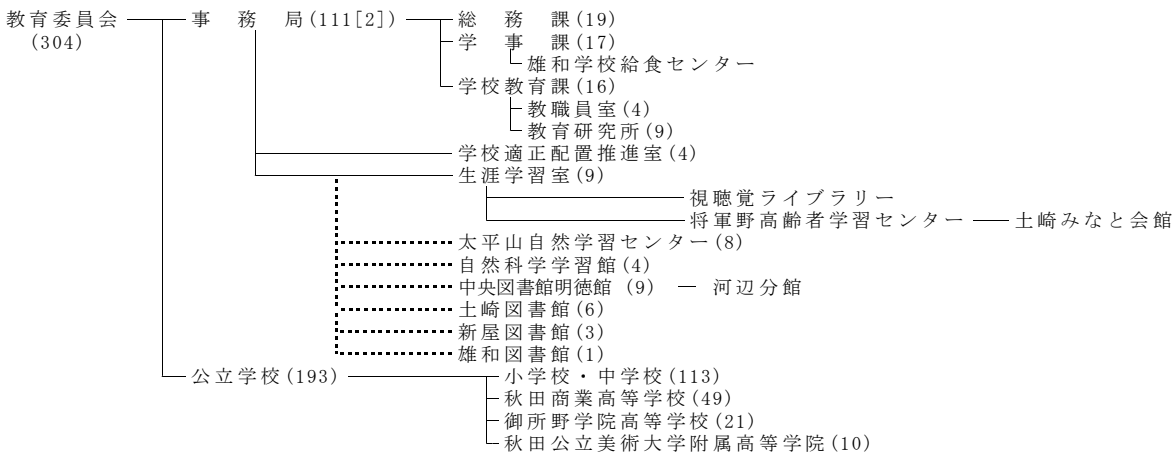 教育委員会 事務局(111[2]) 総務課(19)
(304) 学事課(17)
雄和学校給食センター
学校教育課(16)
教職員室(4)
教育研究所(9)
学校適正配置推進室(4)
生涯学習室(9)
視聴覚ライブラリー
将軍野高齢者学習センター 土崎みなと会館
太平山自然学習センター(8)
自然科学学習館(4)
中央図書館明徳館 (9) 河辺分館
土崎図書館(6)
新屋図書館(3)
雄和図書館(1)
公立学校(193) 小学校・中学校(113)
秋田商業高等学校(49)
御所野学院高等学校(21)
秋田公立美術大学附属高等学院(10)